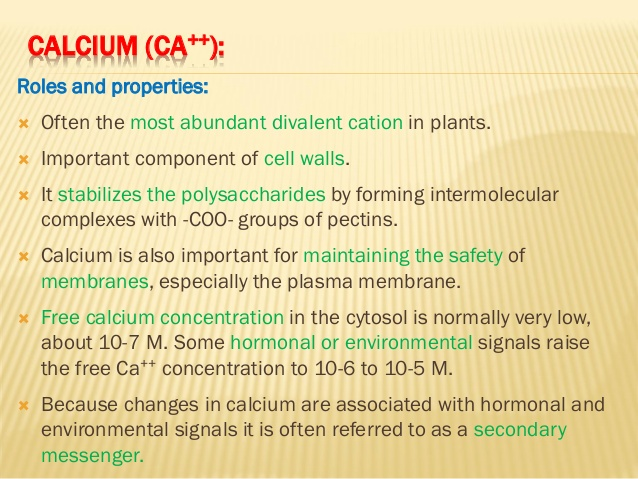 CALCIUM (CA⁺⁺):
Roles and properties:
× Often the most abundant divalent cation in plants.
× Important component of cell walls.
× It stabilizes the polysaccharides by forming intermolecular
complexes with -COO- groups of pectins.
× Calcium is also important for maintaining the safety of
membranes, especially the plasma membrane.
× Free calcium concentration in the cytosol is normally very low,
about 10-7 M. Some hormonal or environmental signals raise
the free Ca⁺⁺ concentration to 10-6 to 10-5 M.
× Because changes in calcium are associated with hormonal and
environmental signals it is often referred to as a secondary
messenger.